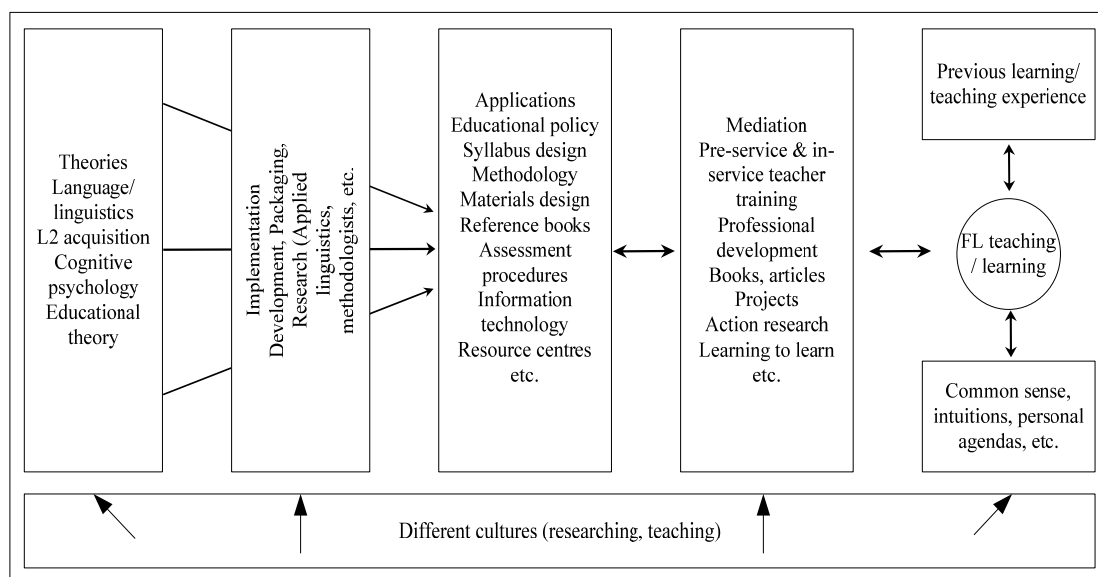 Theories
Language/
linguistics
L2 acquisition
Cognitive
psychology
Educational
theory
Implementation
Development, Packaging,
Research (Applied
linguistics,
methodologists, etc.
Applications
Educational policy
Syllabus design
Methodology
Materials design
Reference books
Assessment
procedures
Information
technology
Resource centres
etc.
Mediation
Pre-service & in-
service teacher
training
Professional
development
Books, articles
Projects
Action research
Learning to learn
etc.
Previous learning/
teaching experience
FL teaching
/ learning
Common sense,
intuitions, personal
agendas, etc.
Different cultures (researching, teaching)